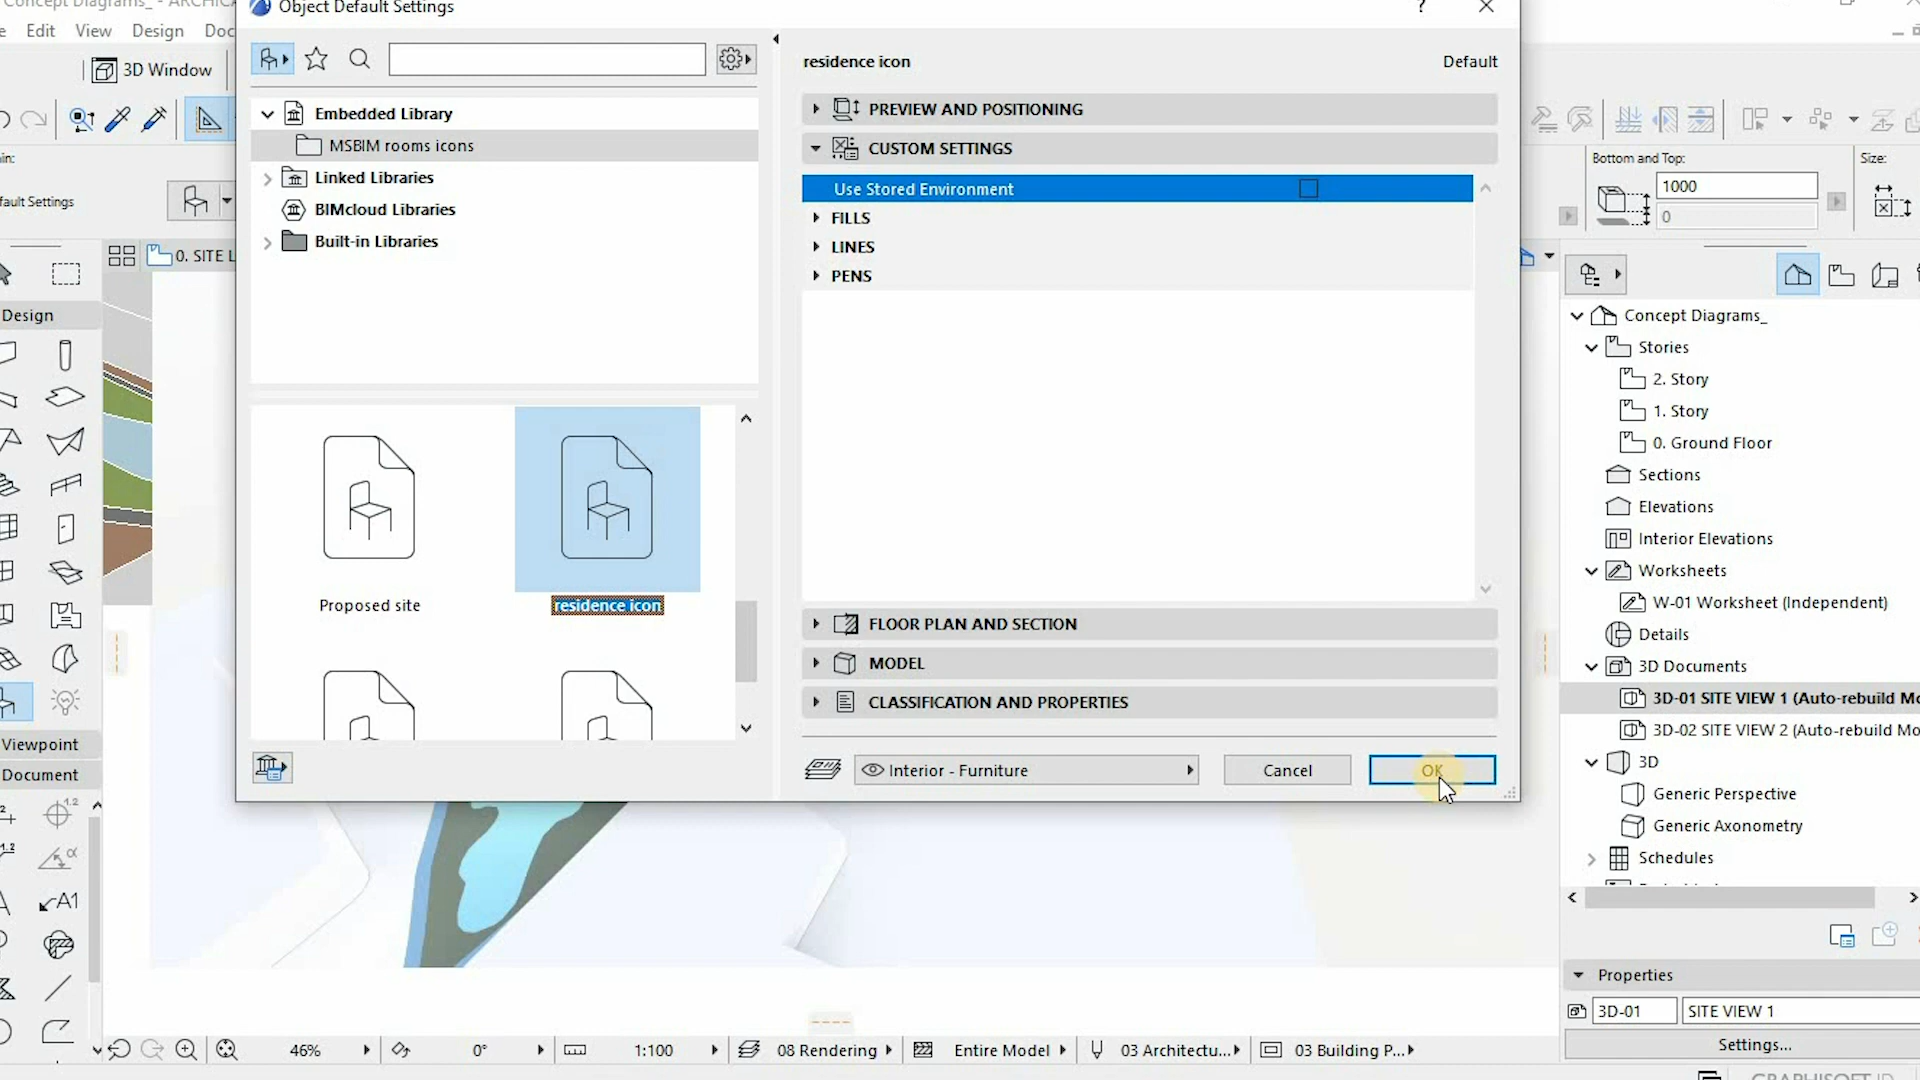 Concept Diagrams_ - ARCHICA
Object Default Settings
?
Edit View Design Doc
3D Window
residence icon
Default
Embedded Library
MSBIM rooms icons
Linked Libraries
BIMcloud Libraries
Built-in Libraries
PREVIEW AND POSITIONING
CUSTOM SETTINGS
Use Stored Environment
FILLS
LINES
PENS
Bottom and Top:
Size:
1000
0
fault Settings
0. SITE L
Design
Viewpoint
Document
Proposed site
residence icon
FLOOR PLAN AND SECTION
MODEL
CLASSIFICATION AND PROPERTIES
Interior - Furniture
Cancel
OK
Concept Diagrams_
Stories
2. Story
1. Story
0. Ground Floor
Sections
Elevations
Interior Elevations
Worksheets
W-01 Worksheet (Independent)
Details
3D Documents
3D-01 SITE VIEW 1 (Auto-rebuild Mo
3D-02 SITE VIEW 2 (Auto-rebuild Mo
3D
Generic Perspective
Generic Axonometry
Schedules
Properties
3D-01
SITE VIEW 1
Settings...
A1
46%
0°
1:100
08 Rendering
Entire Model
03 Architectu...
03 Building P...
GRAPHISOFT ID